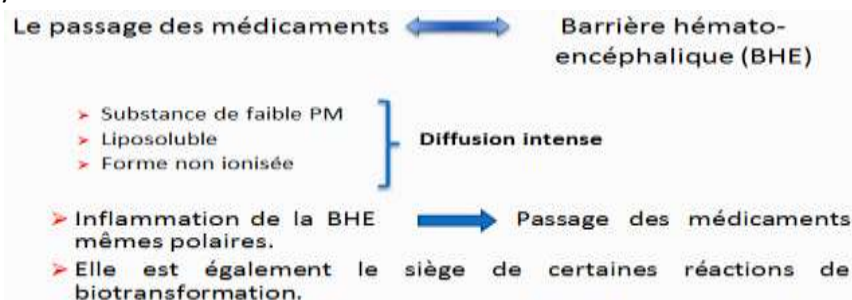 Le passage des médicaments Barrière hémato-
encéphalique (BHE)
➢ Substance de faible PM
➢ Liposoluble
➢ Forme non ionisée
Diffusion intense
➢ Inflammation de la BHE Passage des médicaments
mêmes polaires.
➢ Elle est également le siège de certaines réactions de
biotransformation.